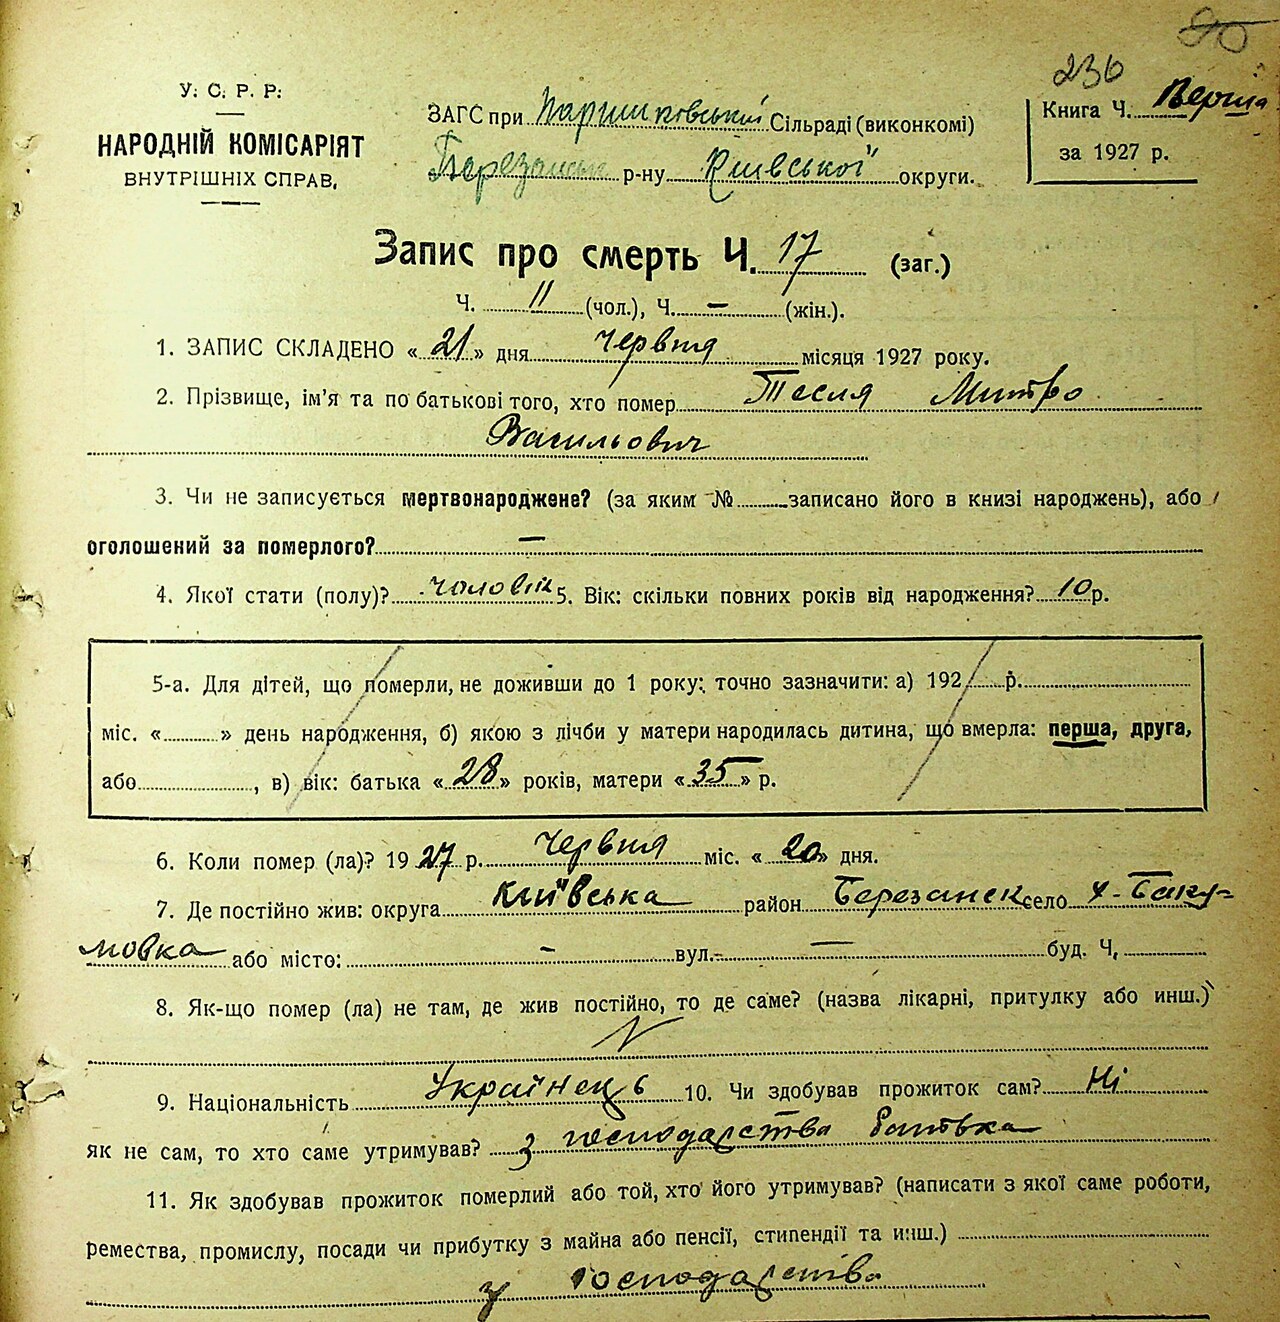 90
236
У. С. Р. Р.
НАРОДНІЙ КОМІСАРІЯТ
ВНУТРІШНІХ СПРАВ,
ЗАГС при Паришковській Сільраді (виконкомі)
Березанськ р-ну Київської округи.
Книга Ч. Перша
за 1927 р.
Запис про смерть Ч. 17 (заг.)
Ч. 11 (чол.), Ч. — (жін.).
1. ЗАПИС СКЛАДЕНО «21» дня червня місяця 1927 року.
2. Прізвище, ім'я та по батькові того, хто помер Тесля Митро
Васильович
3. Чи не записується мертвонароджене? (за яким № записано його в книзі народжень), або
оголошений за померлого? —
4. Якої стати (полу)? чоловік 5. Вік: скільки повних років від народження? 10 р.
5-а. Для дітей, що померли, не доживши до 1 року: точно зазначити: а) 192 р.
міс. « » день народження, б) якою з лічби у матери народилась дитина, що вмерла: перша, друга,
або , в) вік: батька «28» років, матери «35» р.
6. Коли помер (ла)? 1927 р. червня міс. «20» дня.
7. Де постійно жив: округа Київська район Березанськ село х-Баку-
мовка або місто: - вул. — буд. Ч.
8. Як-що помер (ла) не там, де жив постійно, то де саме? (назва лікарні, притулку або инш.)
9. Національність Українець 10. Чи здобував прожиток сам? Ні
як не сам, то хто саме утримував? з господарства батька
11. Як здобував прожиток померлий або той, хто його утримував? (написати з якої саме роботи,
ремества, промислу, посади чи прибутку з майна або пенсії, стипендії та инш.)
з господарства